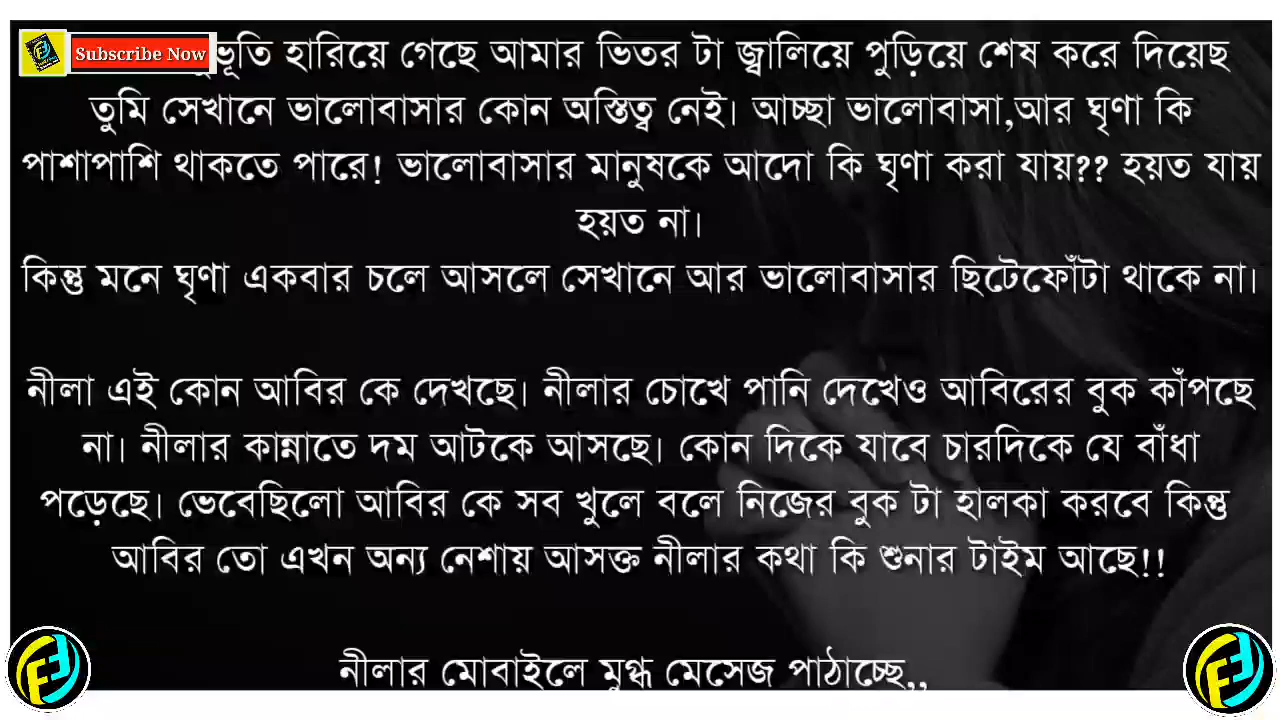 Subscribe Now
হারিয়ে গেছে আমার ভিতর টা জ্বালিয়ে পুড়িয়ে শেষ করে দিয়েছ
তুমি সেখানে ভালোবাসার কোন অস্তিত্ব নেই। আচ্ছা ভালোবাসা,আর ঘৃণা কি
পাশাপাশি থাকতে পারে! ভালোবাসার মানুষকে আদো কি ঘৃণা করা যায়?? হয়ত যায়
হয়ত না।
কিন্তু মনে ঘৃণা একবার চলে আসলে সেখানে আর ভালোবাসার ছিটেফোঁটা থাকে না।
নীলা এই কোন আবির কে দেখছে। নীলার চোখে পানি দেখেও আবিরের বুক কাঁপছে
না। নীলার কান্নাতে দম আটকে আসছে। কোন দিকে যাবে চারদিকে যে বাঁধা
পড়েছে। ভেবেছিলো আবির কে সব খুলে বলে নিজের বুক টা হালকা করবে কিন্তু
আবির তো এখন অন্য নেশায় আসক্ত নীলার কথা কি শুনার টাইম আছে!!
নীলার মোবাইলে মুগ্ধ মেসেজ পাঠাচ্ছে,,